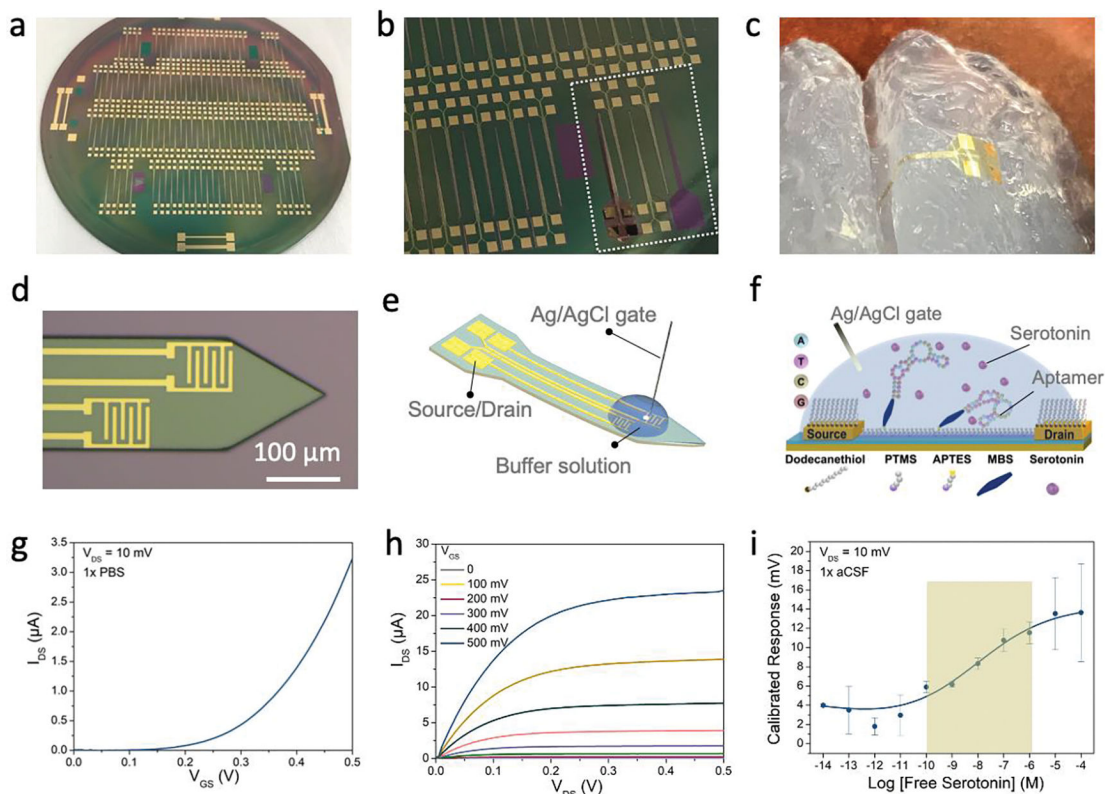 a
b
c
d
100 μm
e
Ag/AgCl gate
Source/Drain
Buffer solution
f
Ag/AgCl gate
Serotonin
Aptamer
A
T
C
G
Source
Drain
Dodecanethiol PTMS APTES MBS Serotonin
g
V_DS = 10 mV
1x PBS
3.5
3.0
2.5
2.0
1.5
1.0
0.5
0.0
I_DS (μA)
0.0 0.1 0.2 0.3 0.4 0.5
V_GS (V)
h
V_GS
0
100 mV
200 mV
300 mV
400 mV
500 mV
30
25
20
15
10
5
0
I_DS (μA)
0.0 0.1 0.2 0.3 0.4 0.5
V_DS (V)
i
V_DS = 10 mV
1x aCSF
20
18
16
14
12
10
8
6
4
2
0
Calibrated Response (mV)
-14 -13 -12 -11 -10 -9 -8 -7 -6 -5 -4
Log [Free Serotonin] (M)